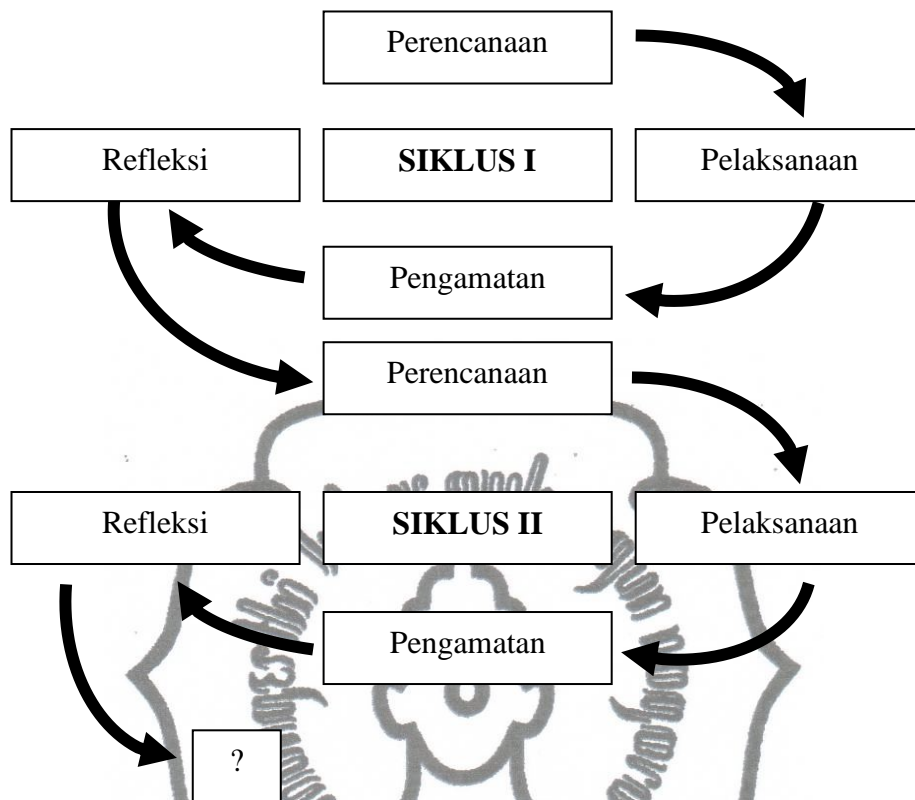 Perencanaan
Refleksi
SIKLUS I
Pelaksanaan
Pengamatan
Perencanaan
Refleksi
SIKLUS II
Pelaksanaan
Pengamatan
?